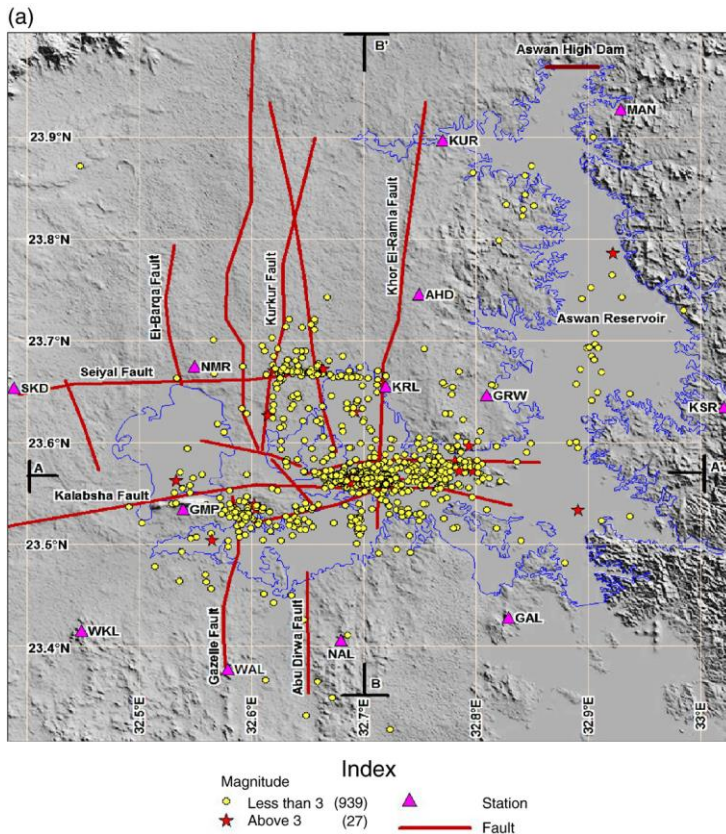 (a)
B'
Aswan High Dam
MAN
23.9°N
KUR
23.8°N
El-Barqa Fault
Kurkur Fault
Khor El-Ramla Fault
AHD
23.7°N
Aswan Reservoir
NMR
Seiyal Fault
SKD
KRL
GRW
KSR
23.6°N
A
A'
Kalabsha Fault
GMP
23.5°N
Gazelle Fault
Abu Dirwa Fault
GAL
WKL
NAL
23.4°N
WAL
B
32.5°E
32.6°E
32.7°E
32.8°E
32.9°E
33°E
Index
Magnitude
Less than 3 (939)
Station
Above 3 (27)
Fault